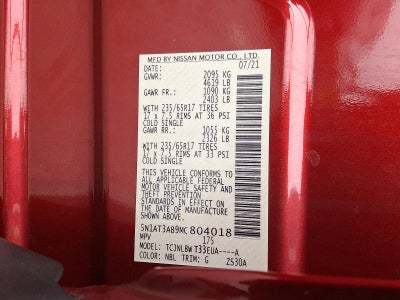 MFD BY NISSAN MOTOR CO., LTD.
DATE: 07/21
GVWR: 2095 KG
4619 LB
GAWR FR.: 1090 KG
2403 LB
WITH 235/65R17 TIRES
17 x 7.5 RIMS AT 36 PSI
COLD SINGLE
GAWR RR.: 1055 KG
2326 LB
WITH 235/65R17 TIRES
17 x 7.5 RIMS AT 33 PSI
COLD SINGLE
THIS VEHICLE CONFORMS TO
ALL APPLICABLE FEDERAL
MOTOR VEHICLE SAFETY AND
THEFT PREVENTION
STANDARDS IN EFFECT ON
THE DATE OF MANUFACTURE
SHOWN ABOVE.
5N1AT3AB9MC804018
MPV 175
MODEL: TCJNLBW T33EUA----A
COLOR: NBL TRIM: G ZS30A